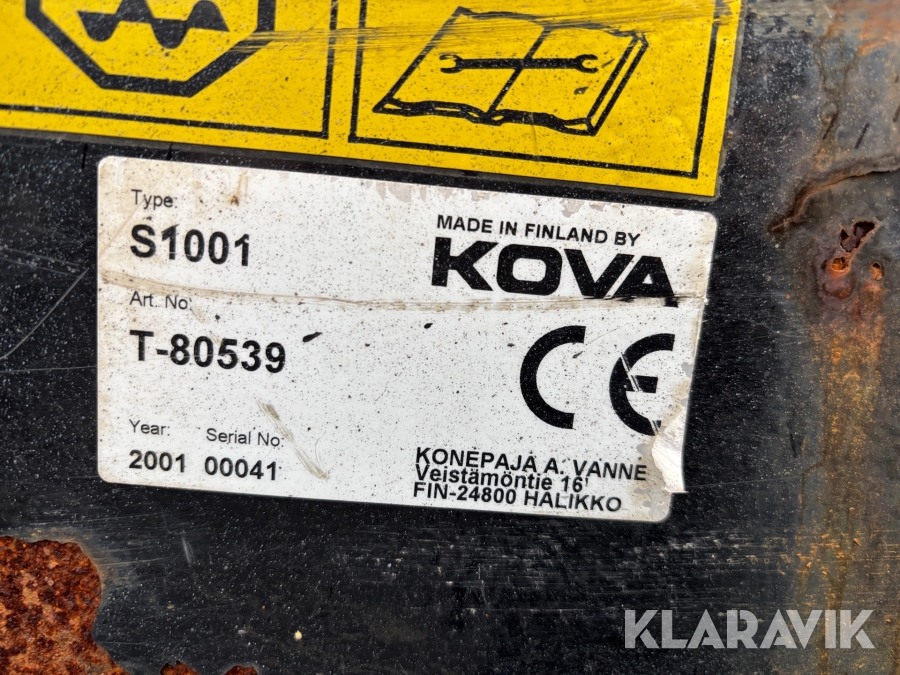 Type:
S1001
MADE IN FINLAND BY
KOVA
Art. No:
T-80539
CE
Year: Serial No:
2001 00041
KONEPAJA A. VANNE
Veistämöntie 16
FIN-24800 HALIKKO
KLARAVIK